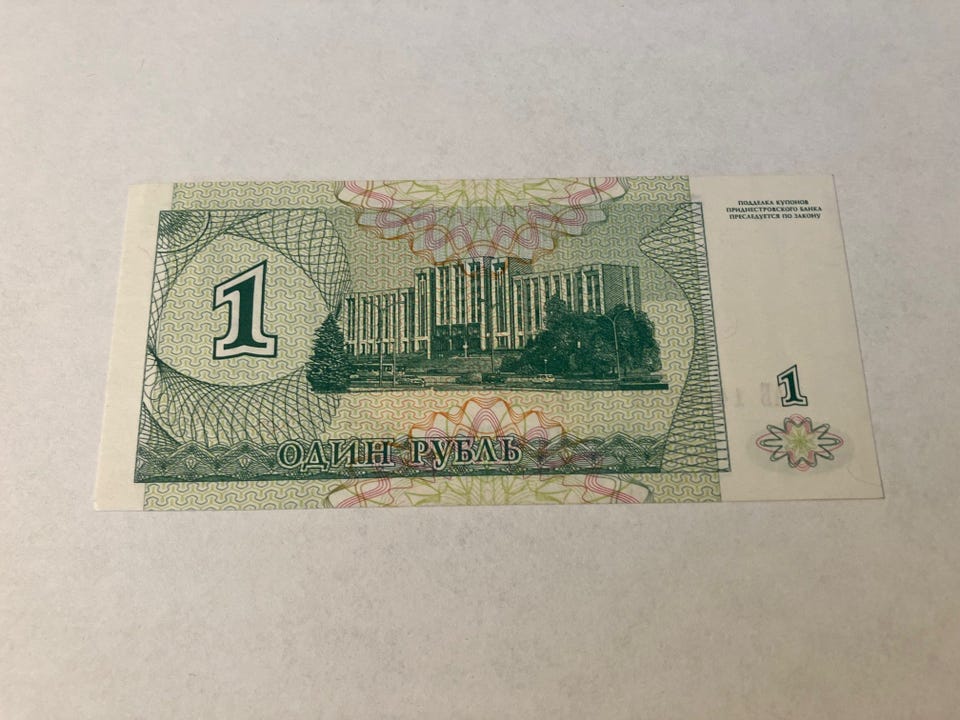 ПОДДЕЛКА КУПОНОВ
ПРИДНЕСТРОВСКОГО БАНКА
ПРЕСЛЕДУЕТСЯ ПО ЗАКОНУ
1
1
ОДИН РУБЛЬ